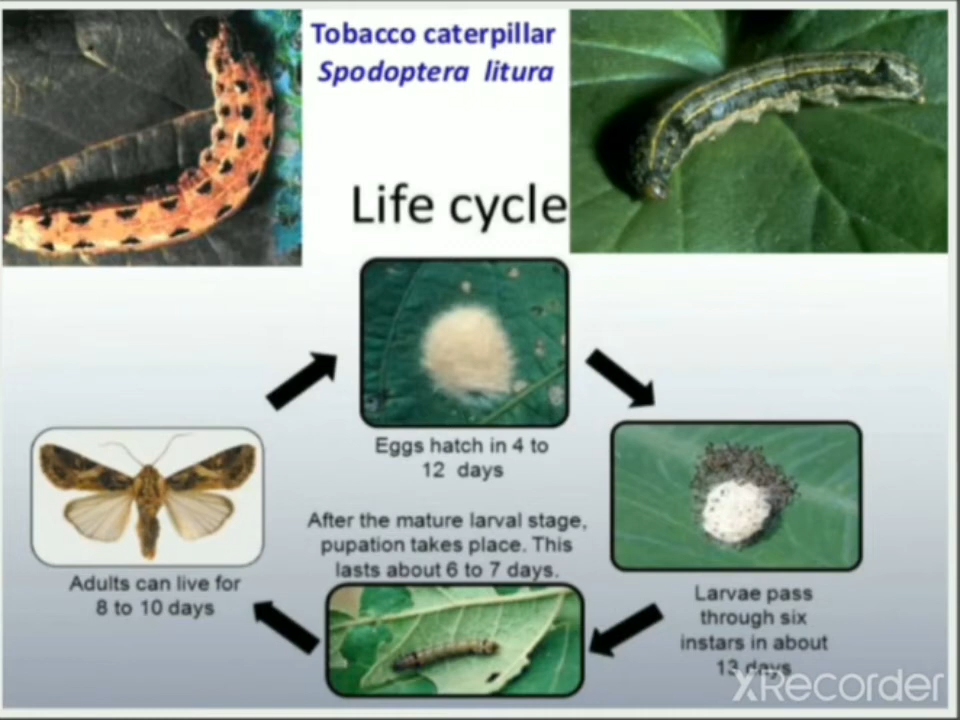 Tobacco caterpillar
Spodoptera litura
Life cycle
Eggs hatch in 4 to
12 days
After the mature larval stage,
pupation takes place. This
lasts about 6 to 7 days.
Adults can live for
8 to 10 days
Larvae pass
through six
instars in about
13 days
XRecorder